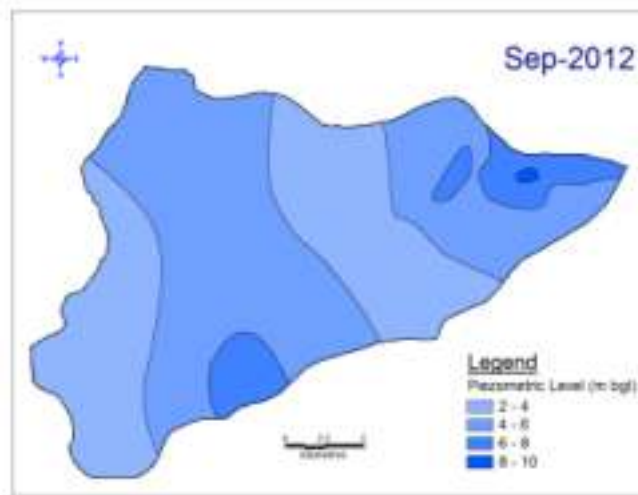 Sep-2012
Legend
Piezometric Level (m bgl)
2 - 4
4 - 6
6 - 8
8 - 10